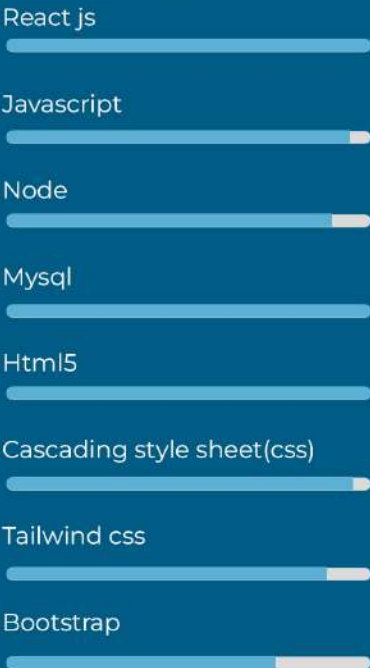 React js
Javascript
Node
Mysql
Html5
Cascading style sheet(css)
Tailwind css
Bootstrap